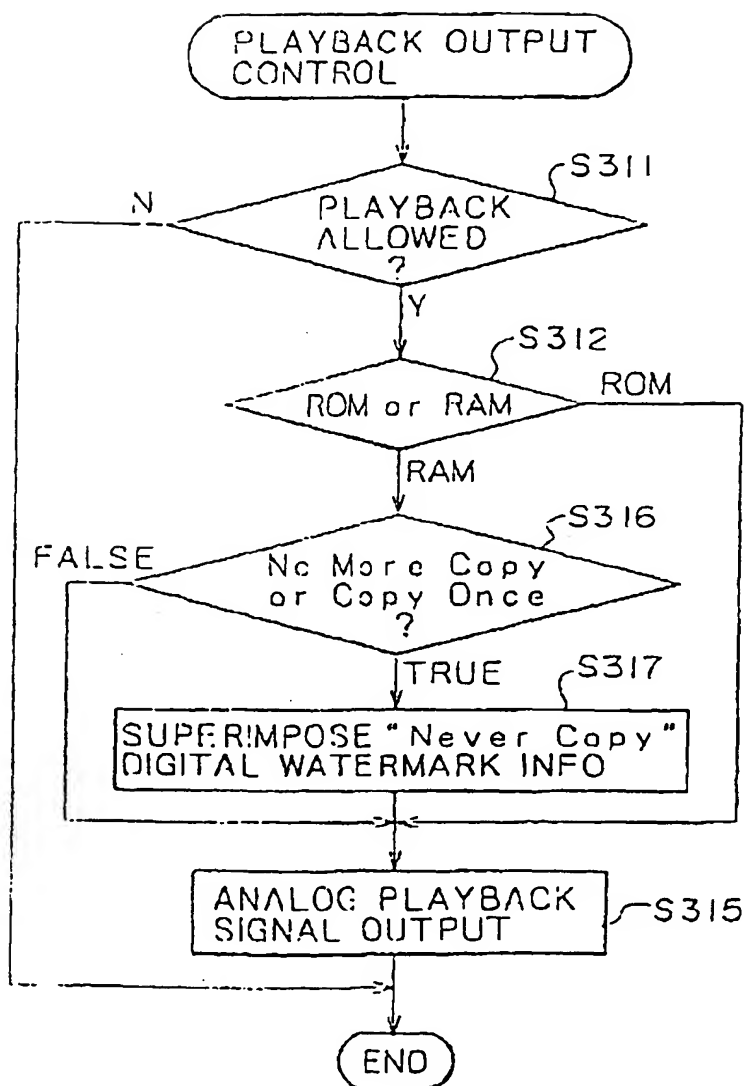 PLAYBACK OUTPUT
CONTROL
S311
N
PLAYBACK
ALLOWED
?
Y
S312
ROM or RAM
ROM
RAM
S316
FALSE
No More Copy
or Copy Once
?
TRUE
S317
SUPERIMPOSE "Never Copy"
DIGITAL WATERMARK INFO
ANALOG PLAYBACK
SIGNAL OUTPUT
S315
END